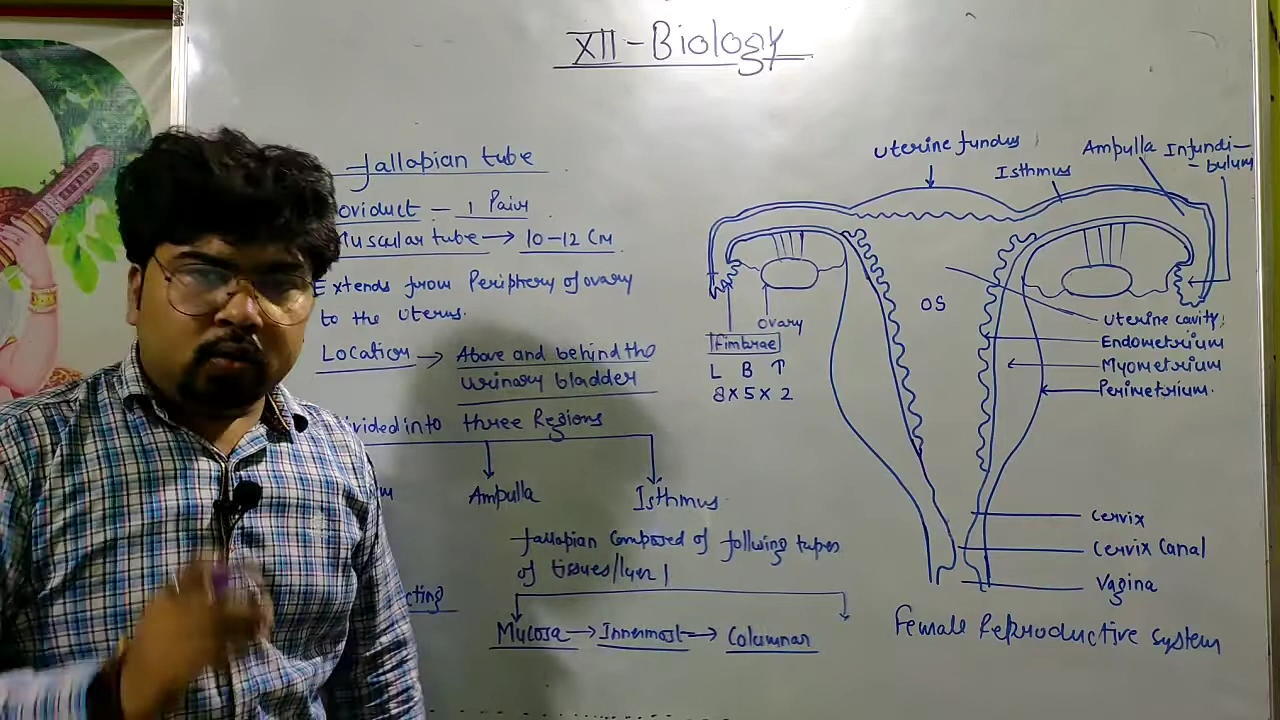 XII-Biology
fallopian tube
oviduct - 1 Pair
Muscular tube → 10-12 CM
Extends from Periphery of ovary
to the Uterus.
Location → Above and behind the
Urinary bladder
ivided into three Regions
Ampulla
Isthmus
fallopian composed of following types
of tissues/
cting
Mycosa → Innermost → Columnar
Uterine fundus
Isthmus
Ampulla
Infundi-
-bulum
ovary
Fimbrae
L B T
8 x 5 x 2
OS
Uterine cavity
Endometrium
Myometrium
Perimetrium.
Cervix
Cervix Canal
Vagina
Female Reproductive system